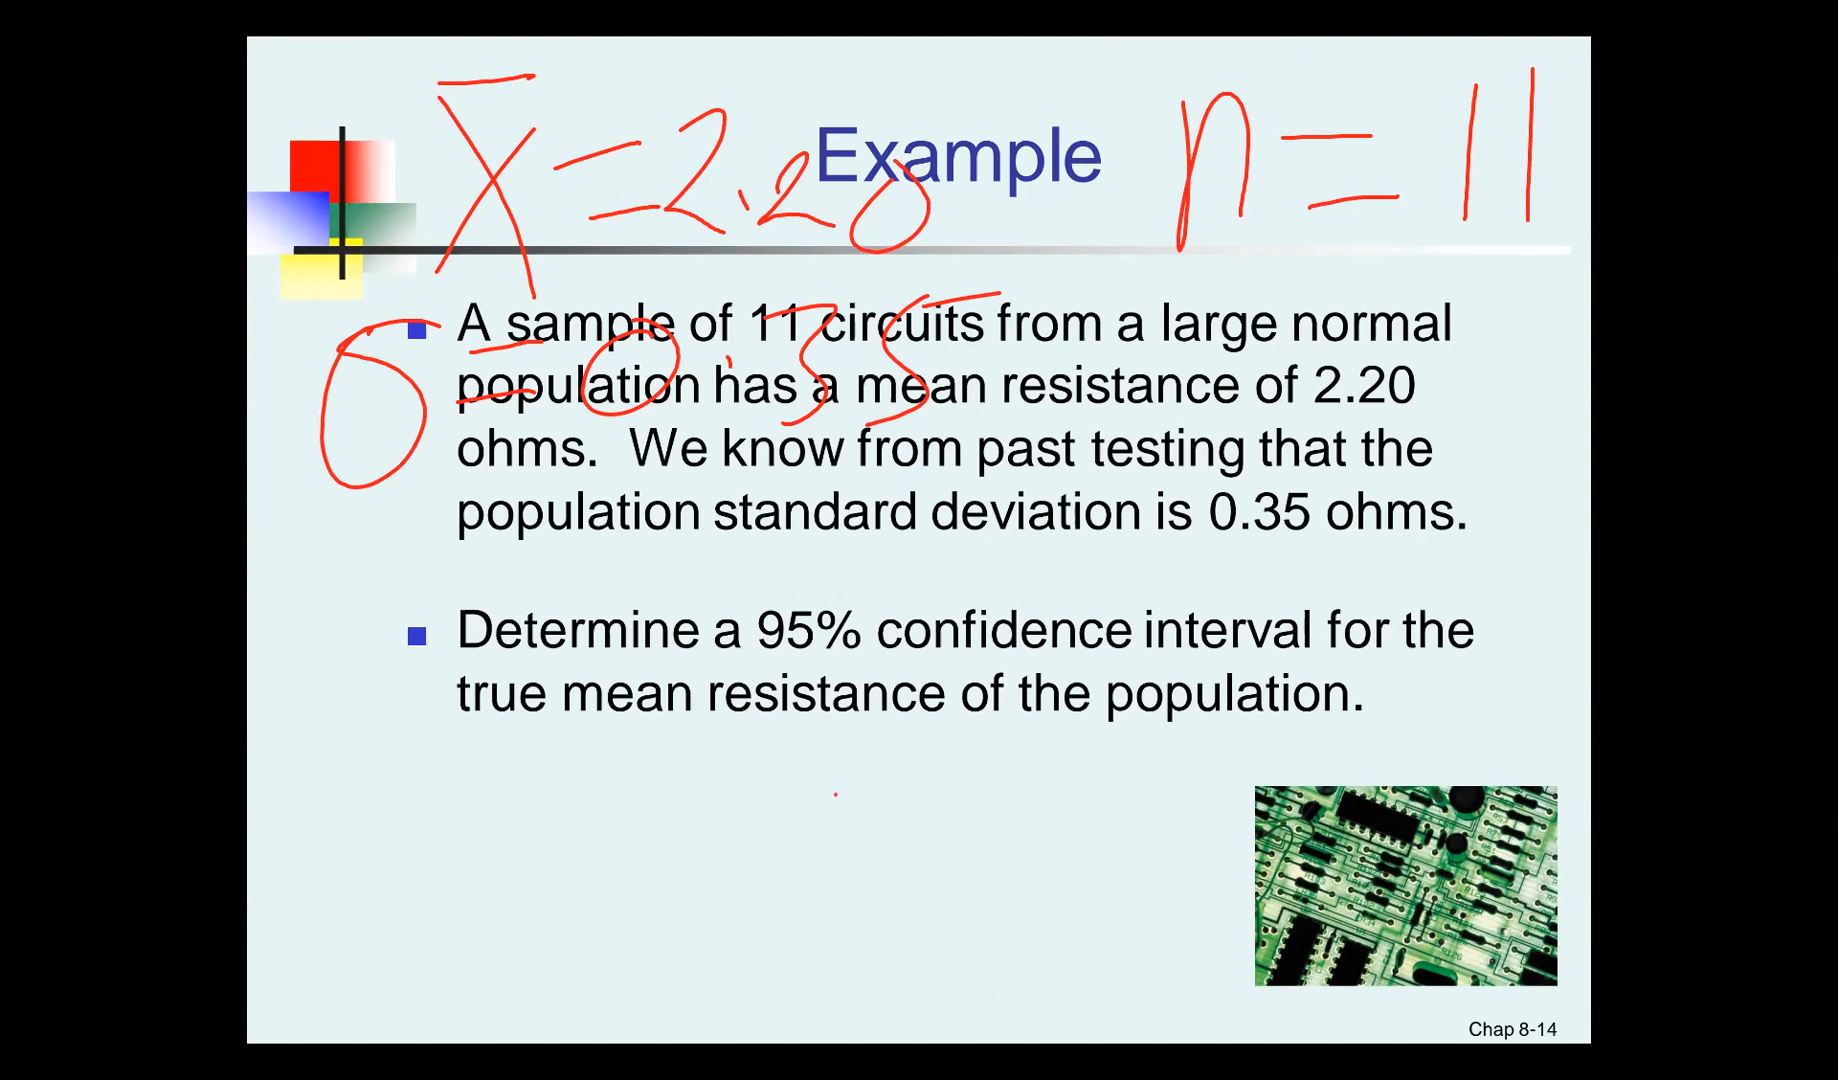 X̄ = 2.20
Example
n = 11
A sample of 11 circuits from a large normal
σ = 0.35
population has a mean resistance of 2.20
ohms. We know from past testing that the
population standard deviation is 0.35 ohms.
Determine a 95% confidence interval for the
true mean resistance of the population.
Chap 8-14